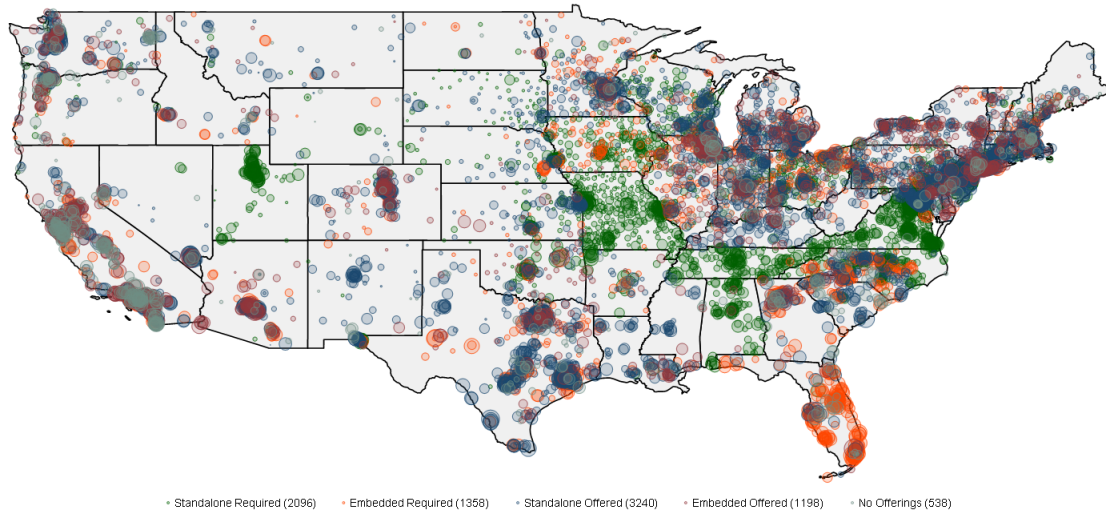 Standalone Required (2096) Embedded Required (1358) Standalone Offered (3240) Embedded Offered (1198) No Offerings (538)